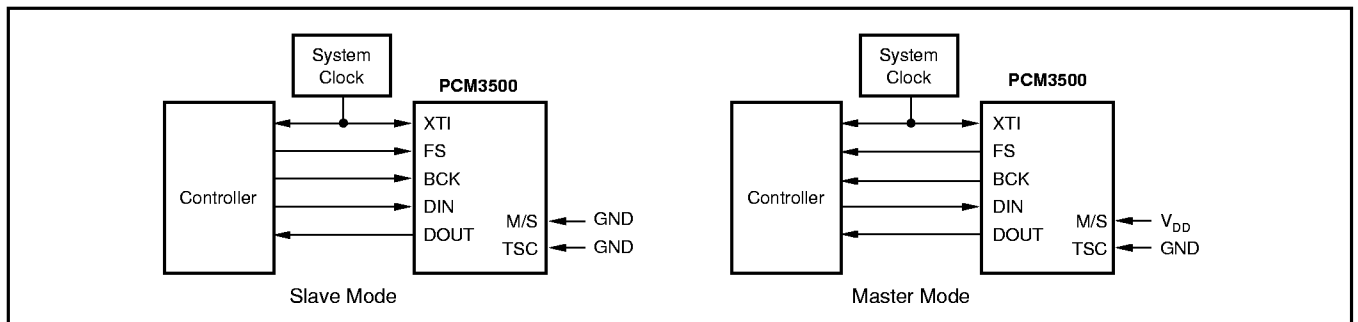 System
Clock
PCM3500
Controller
XTI
FS
BCK
DIN
DOUT
M/S
TSC
GND
GND
Slave Mode
System
Clock
PCM3500
Controller
XTI
FS
BCK
DIN
DOUT
M/S
TSC
VDD
GND
Master Mode